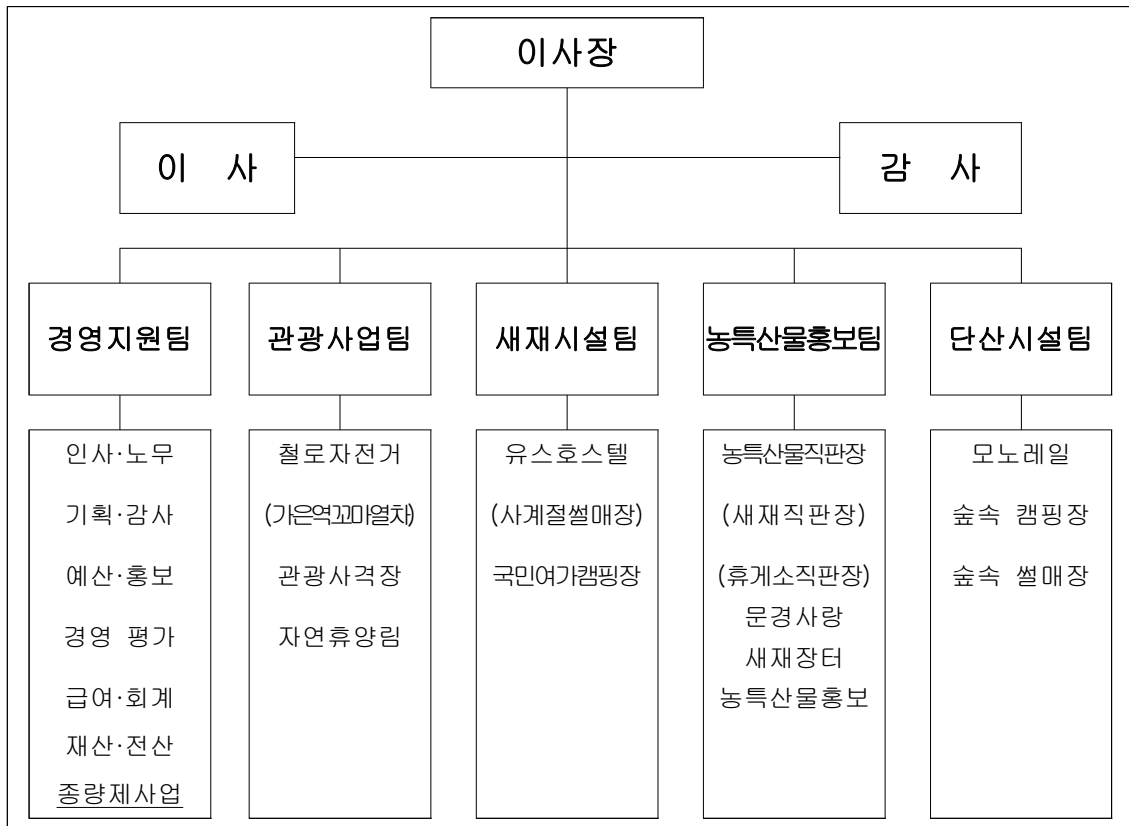 이사장
이 사
감 사
경영지원팀
관광사업팀
새재시설팀
농특산물홍보팀
단산시설팀
인사·노무
기획·감사
예산·홍보
경영 평가
급여·회계
재산·전산
종량제사업
철로자전거
(가은역꼬마열차)
관광사격장
자연휴양림
유스호스텔
(사계절썰매장)
국민여가캠핑장
농특산물직판장
(새재직판장)
(휴게소직판장)
문경사랑
새재장터
농특산물홍보
모노레일
숲속 캠핑장
숲속 썰매장